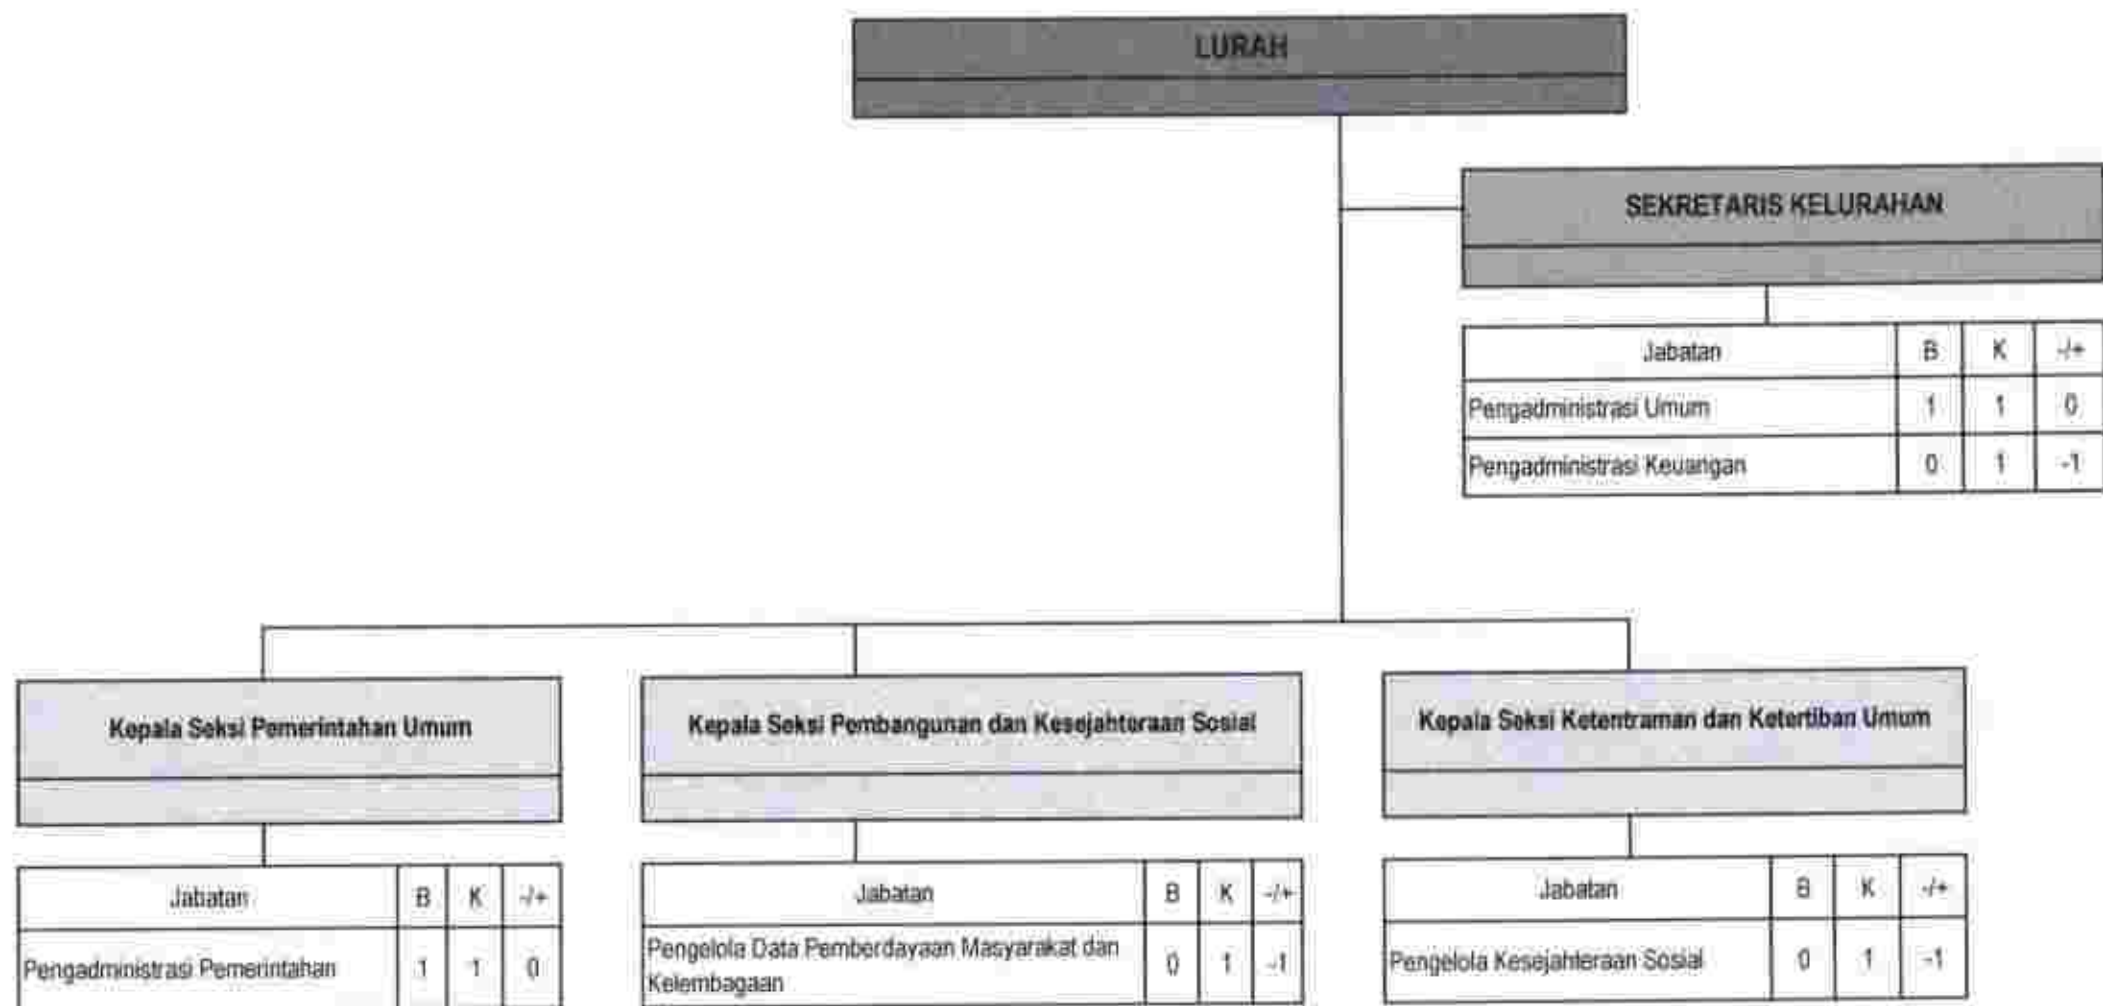 LURAH
SEKRETARIS KELURAHAN
Jabatan B K -/+
Pengadministrasi Umum 1 1 0
Pengadministrasi Keuangan 0 1 -1
Kepala Seksi Pemerintahan Umum
Kepala Seksi Pembangunan dan Kesejahteraan Sosial
Kepala Seksi Ketentraman dan Ketertiban Umum
Jabatan B K -/+
Pengadministrasi Pemerintahan 1 1 0
Jabatan B K -/+
Pengelola Data Pemberdayaan Masyarakat dan
Kelembagaan 0 1 -1
Jabatan B K -/+
Pengelola Kesejahteraan Sosial 0 1 -1